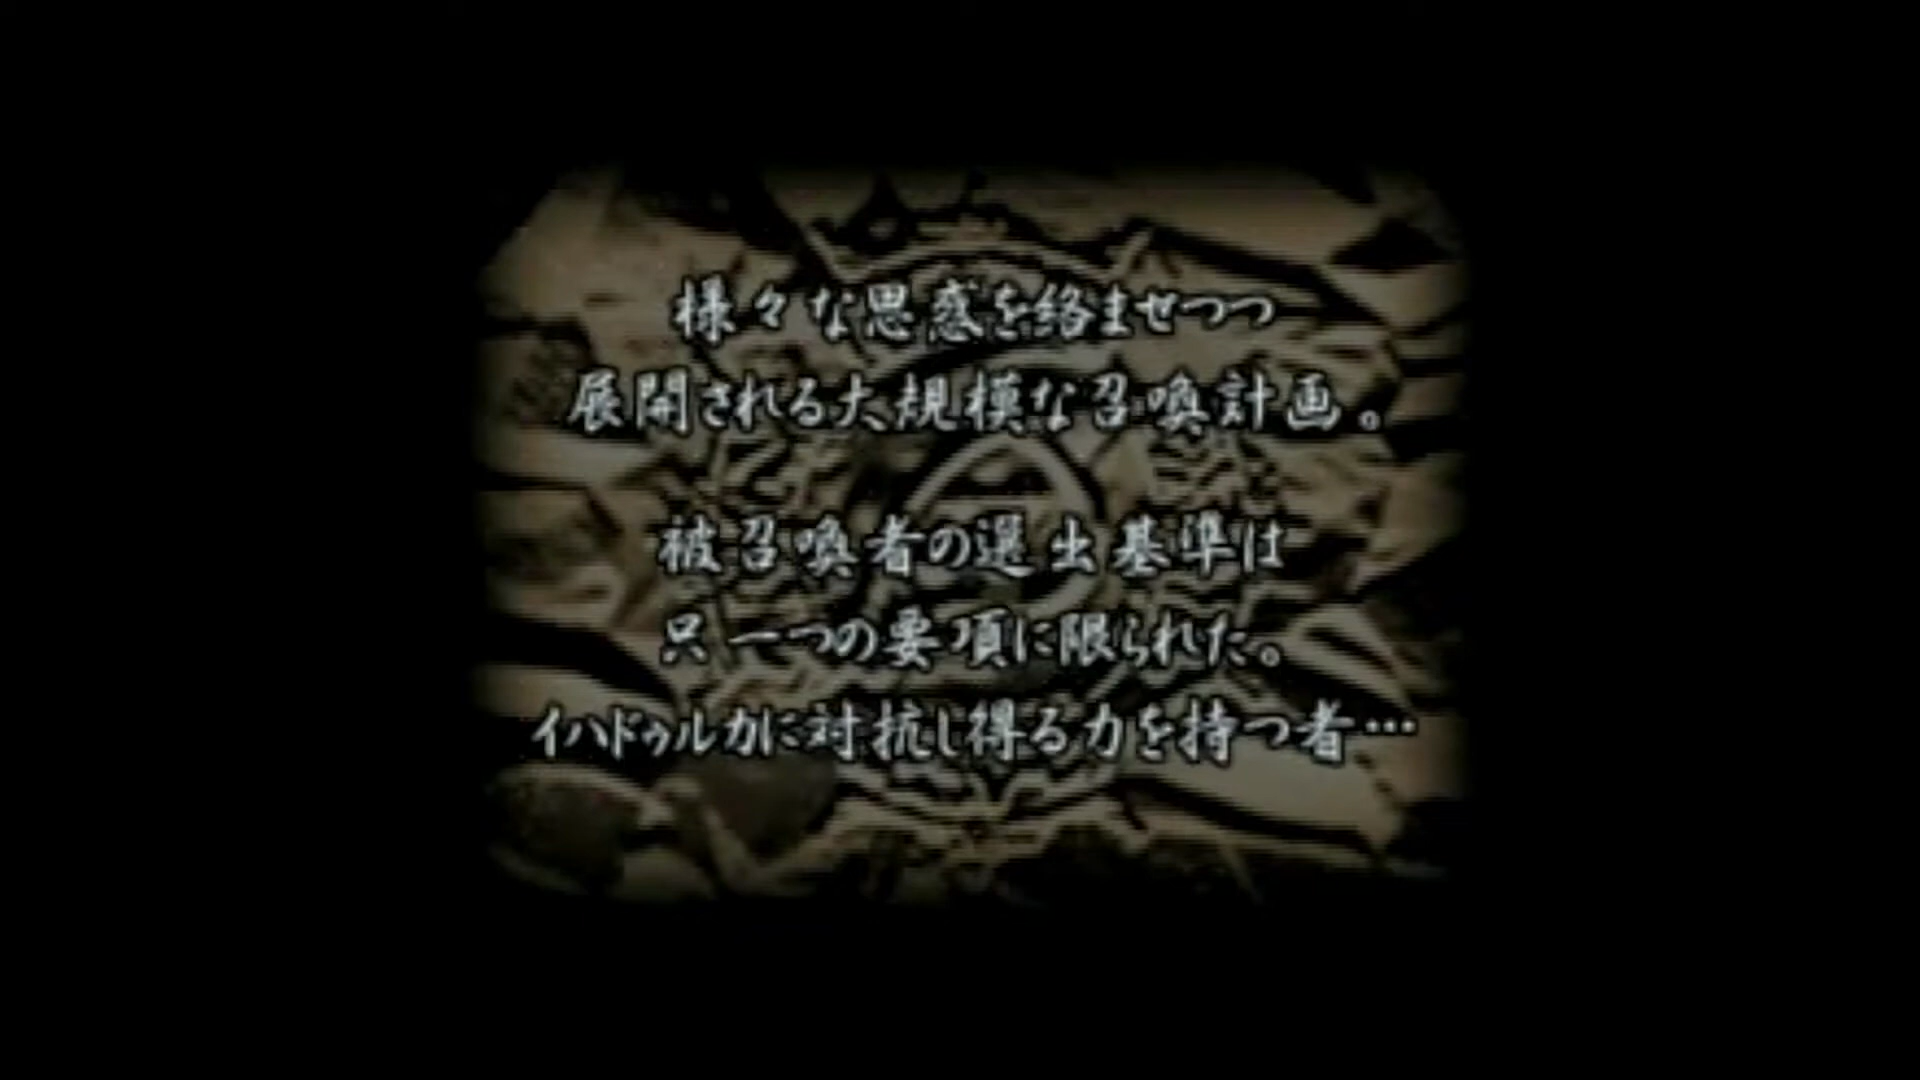 様々な思惑を絡ませつつ
展開される大規模な召喚計画。
被召喚者の選出基準は
只一つの要項に限られた。
イハドゥルカに対抗し得る力を持つ者…